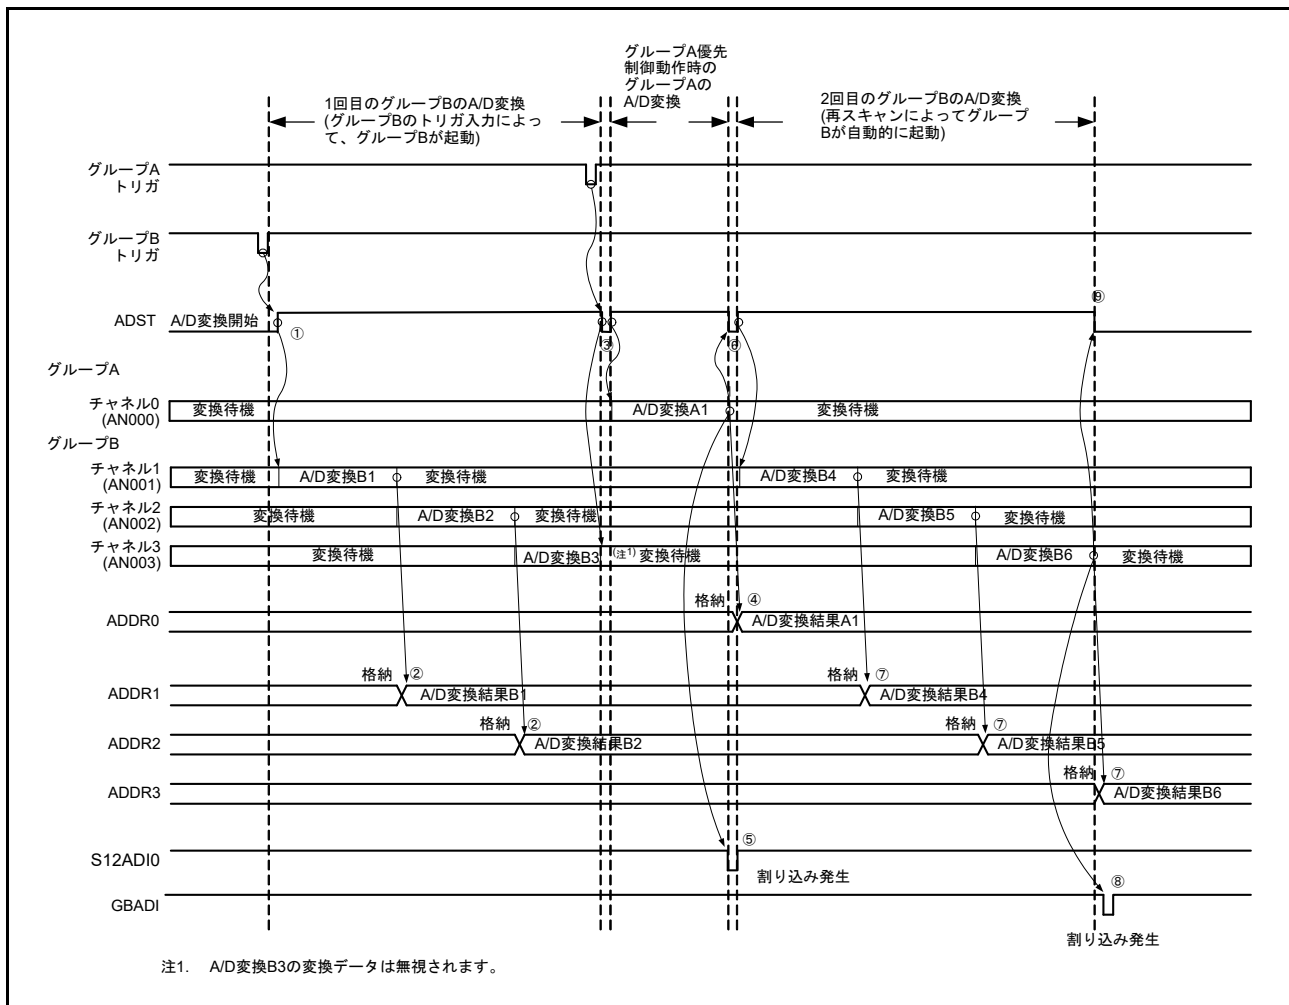 グループA優先
制御動作時の
グループAの
A/D変換
1回目のグループBのA/D変換
(グループBのトリガ入力によっ
て、グループBが起動)
2回目のグループBのA/D変換
(再スキャンによってグループ
Bが自動的に起動)
グループA
トリガ
グループB
トリガ
ADST A/D変換開始 ① ③ ⑥ ⑨
グループA
チャネル0
(AN000)
変換待機 A/D変換A1 変換待機
グループB
チャネル1
(AN001)
変換待機 A/D変換B1 変換待機 A/D変換B4 変換待機
チャネル2
(AN002)
変換待機 A/D変換B2 変換待機 A/D変換B5 変換待機
チャネル3
(AN003)
変換待機 A/D変換B3 (注1) 変換待機 A/D変換B6 変換待機
格納 ④
ADDR0 A/D変換結果A1
格納 ② 格納 ⑦
ADDR1 A/D変換結果B1 A/D変換結果B4
格納 ② 格納 ⑦
ADDR2 A/D変換結果B2 A/D変換結果B5
格納 ⑦
ADDR3 A/D変換結果B6
S12ADI0 ⑤
割り込み発生
GBADI ⑧
割り込み発生
注1. A/D変換B3の変換データは無視されます。